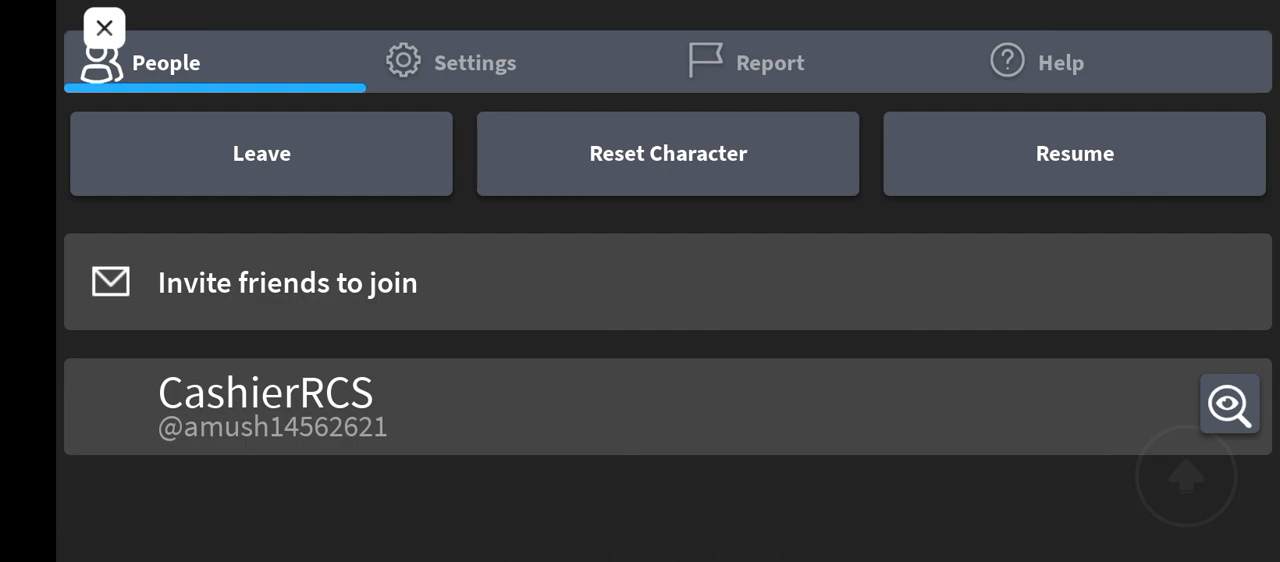 People
Settings
Report
Help
Leave
Reset Character
Resume
Invite friends to join
CashierRCS
@amush14562621